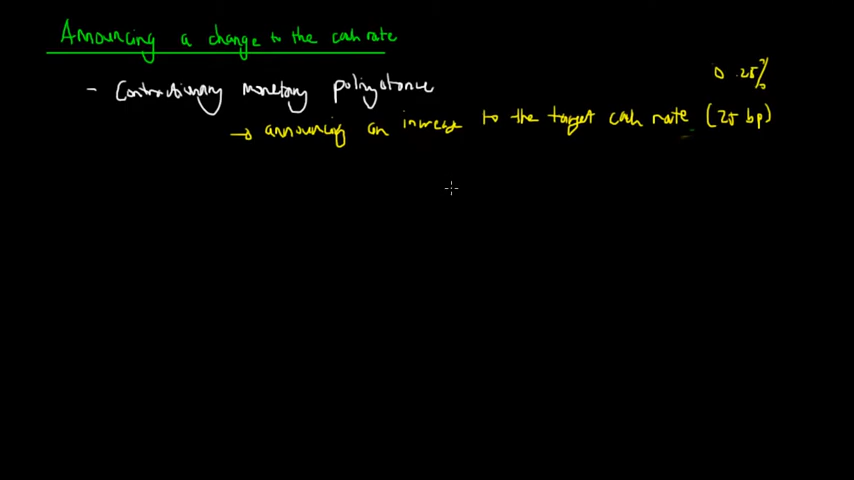 Announcing a change to the cash rate
- Contractionary monetary policy stance
0.25%
→ announcing an increase to the target cash rate (25 bp)